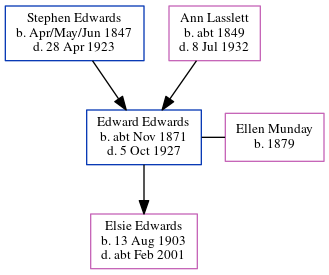 Stephen Edwards
b. Apr/May/Jun 1847
d. 28 Apr 1923
Ann Lasslett
b. abt 1849
d. 8 Jul 1932
Edward Edwards
b. abt Nov 1871
d. 5 Oct 1927
Ellen Munday
b. 1879
Elsie Edwards
b. 13 Aug 1903
d. abt Feb 2001